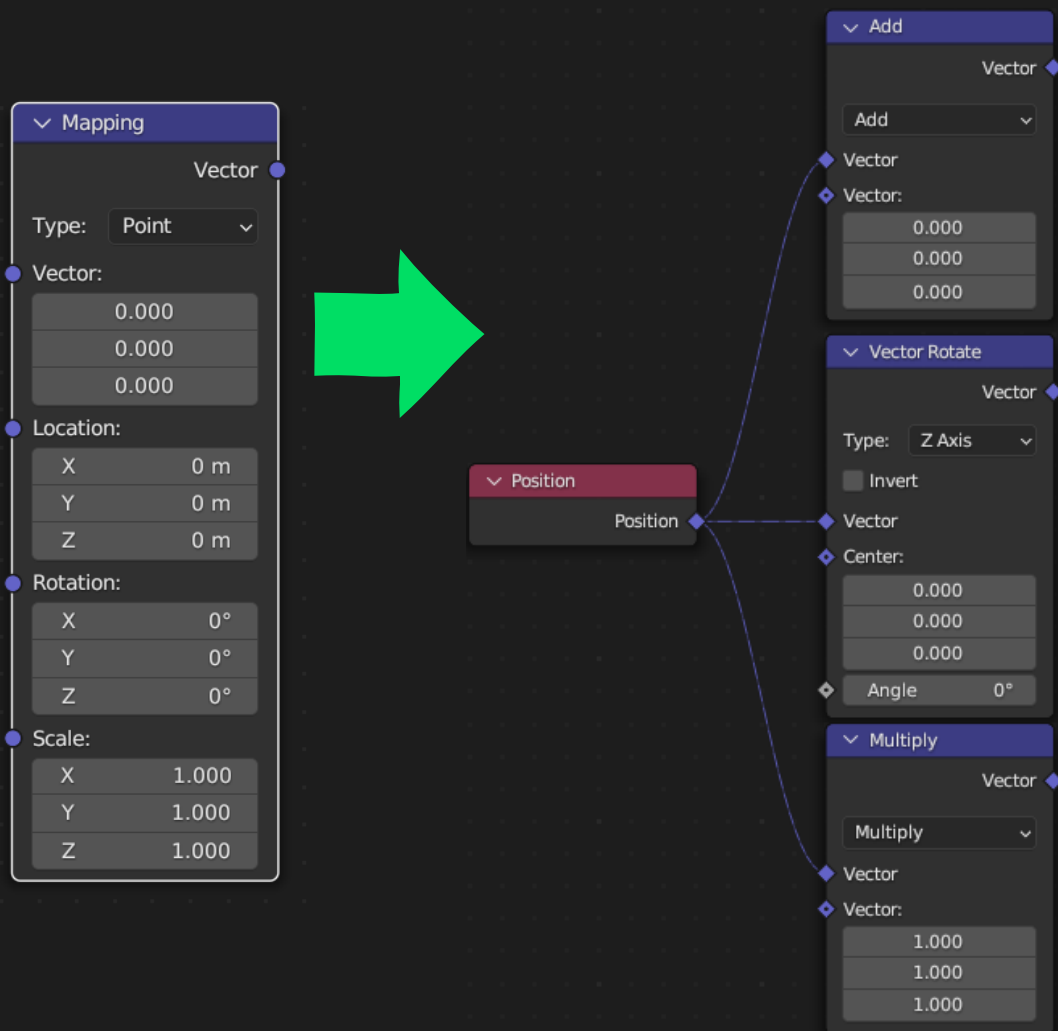 Mapping
Vector
Type: Point
Vector:
0.000
0.000
0.000
Location:
X 0 m
Y 0 m
Z 0 m
Rotation:
X 0°
Y 0°
Z 0°
Scale:
X 1.000
Y 1.000
Z 1.000
Position
Position
Add
Vector
Add
Vector
Vector:
0.000
0.000
0.000
Vector Rotate
Vector
Type: Z Axis
Invert
Vector
Center:
0.000
0.000
0.000
Angle 0°
Multiply
Vector
Multiply
Vector
Vector:
1.000
1.000
1.000